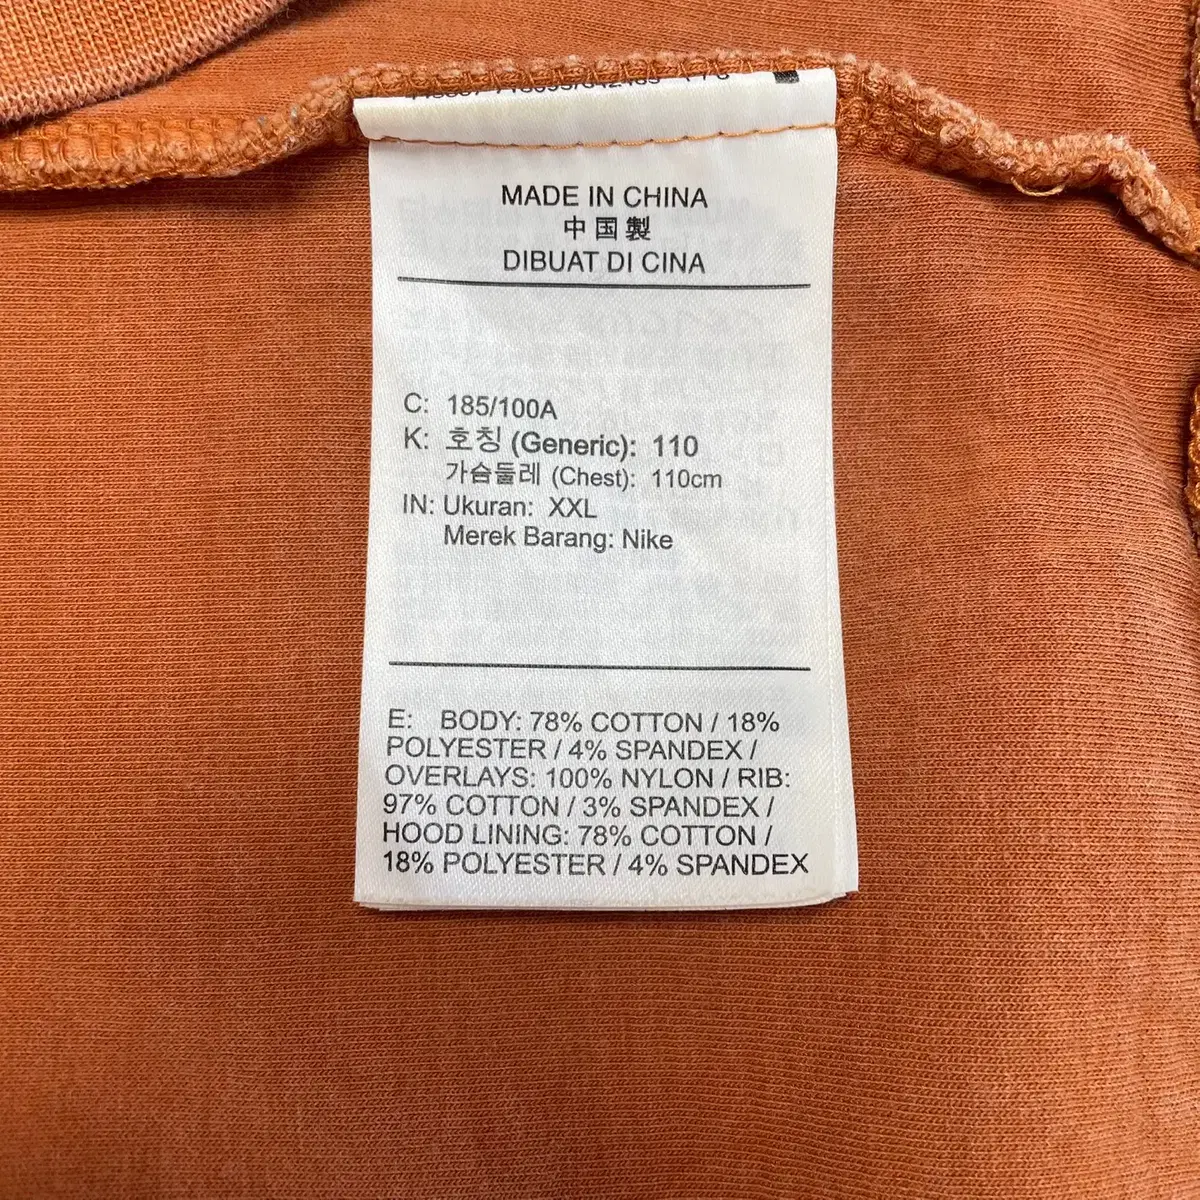 MADE IN CHINA
中国製
DIBUAT DI CINA
C: 185/100A
K: 호칭 (Generic): 110
가슴둘레 (Chest): 110cm
IN: Ukuran: XXL
Merek Barang: Nike
E: BODY: 78% COTTON / 18%
POLYESTER / 4% SPANDEX /
OVERLAYS: 100% NYLON / RIB:
97% COTTON / 3% SPANDEX /
HOOD LINING: 78% COTTON /
18% POLYESTER / 4% SPANDEX